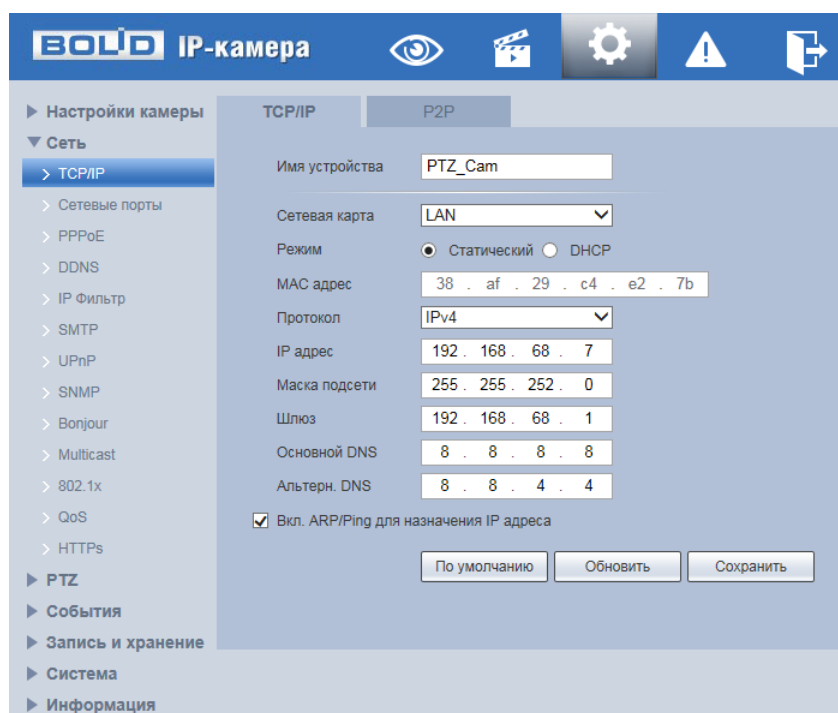 BOLID IP-камера
Настройки камеры
Сеть
TCP/IP
Сетевые порты
PPPoE
DDNS
IP Фильтр
SMTP
UPnP
SNMP
Bonjour
Multicast
802.1x
QoS
HTTPs
PTZ
События
Запись и хранение
Система
Информация
TCP/IP P2P
Имя устройства PTZ_Cam
Сетевая карта LAN
Режим Статический DHCP
MAC адрес 38 . af . 29 . c4 . e2 . 7b
Протокол IPv4
IP адрес 192 . 168 . 68 . 7
Маска подсети 255 . 255 . 252 . 0
Шлюз 192 . 168 . 68 . 1
Основной DNS 8 . 8 . 8 . 8
Альтерн. DNS 8 . 8 . 4 . 4
Вкл. ARP/Ping для назначения IP адреса
По умолчанию Обновить Сохранить